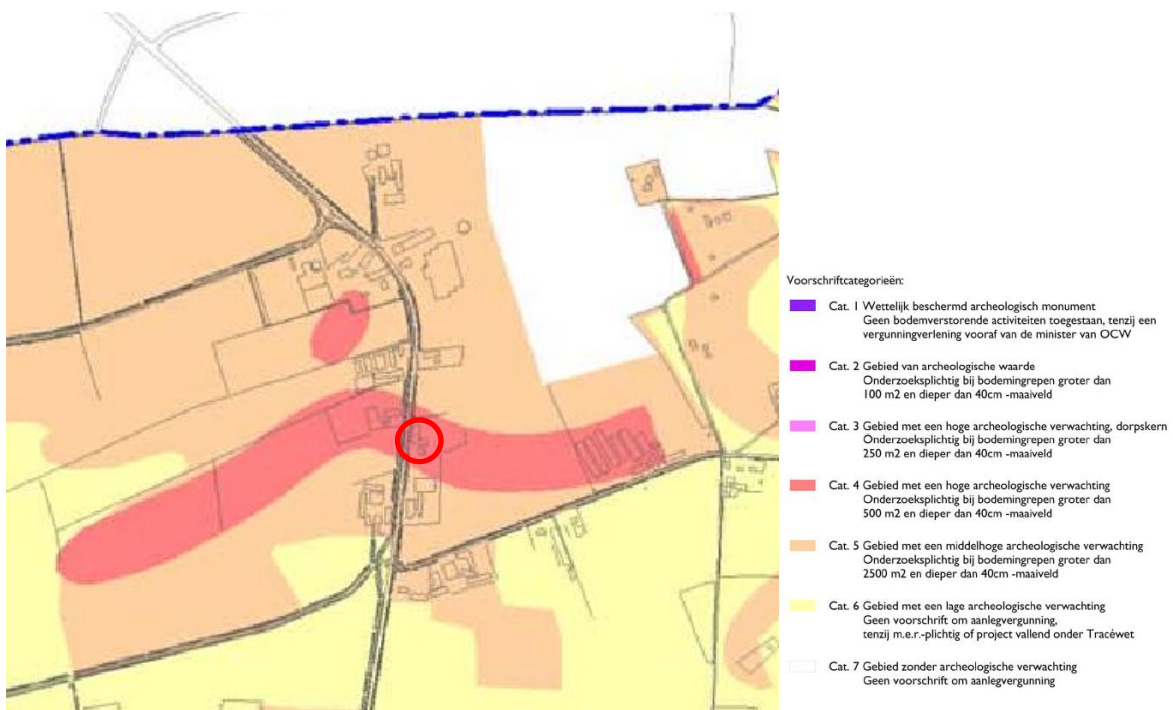 Voorschriftcategorieën:
Cat. 1 Wettelijk beschermd archeologisch monument
Geen bodemverstorende activiteiten toegestaan, tenzij een
vergunningverlening vooraf van de minister van OCW
Cat. 2 Gebied van archeologische waarde
Onderzoeksplichtig bij bodemingrepen groter dan
100 m2 en dieper dan 40cm -maaiveld
Cat. 3 Gebied met een hoge archeologische verwachting, dorpskern
Onderzoeksplichtig bij bodemingrepen groter dan
250 m2 en dieper dan 40cm -maaiveld
Cat. 4 Gebied met een hoge archeologische verwachting
Onderzoeksplichtig bij bodemingrepen groter dan
500 m2 en dieper dan 40cm -maaiveld
Cat. 5 Gebied met een middelhoge archeologische verwachting
Onderzoeksplichtig bij bodemingrepen groter dan
2500 m2 en dieper dan 40cm -maaiveld
Cat. 6 Gebied met een lage archeologische verwachting
Geen voorschrift om aanlegvergunning,
tenzij m.e.r.-plichtig of project vallend onder Tracéwet
Cat. 7 Gebied zonder archeologische verwachting
Geen voorschrift om aanlegvergunning